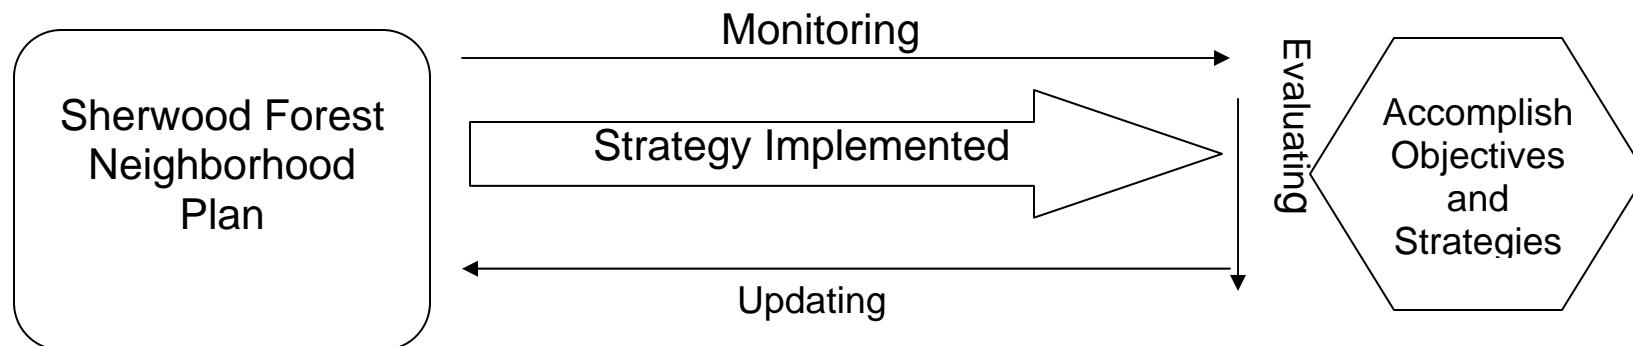 Sherwood Forest
Neighborhood
Plan
Monitoring
Strategy Implemented
Updating
Evaluating
Accomplish
Objectives
and
Strategies